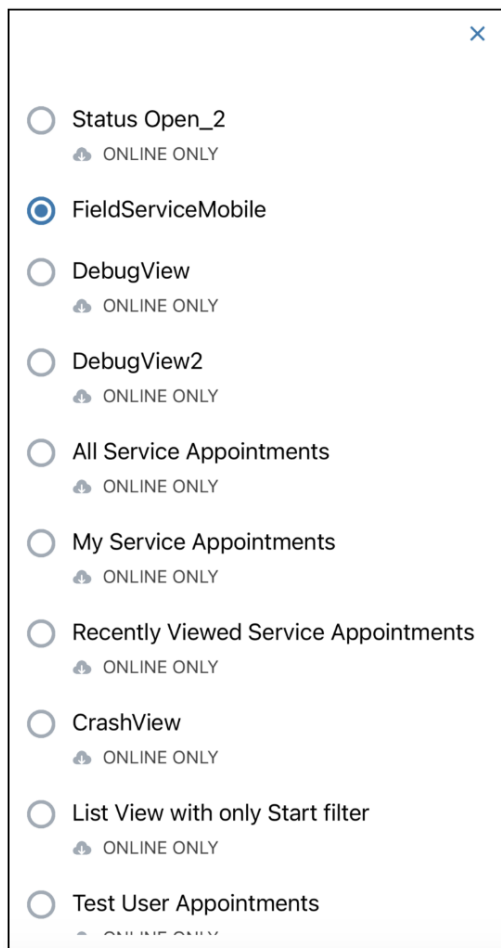 Status Open_2
ONLINE ONLY
FieldServiceMobile
DebugView
ONLINE ONLY
DebugView2
ONLINE ONLY
All Service Appointments
ONLINE ONLY
My Service Appointments
ONLINE ONLY
Recently Viewed Service Appointments
ONLINE ONLY
CrashView
ONLINE ONLY
List View with only Start filter
ONLINE ONLY
Test User Appointments
ONLINE ONLY